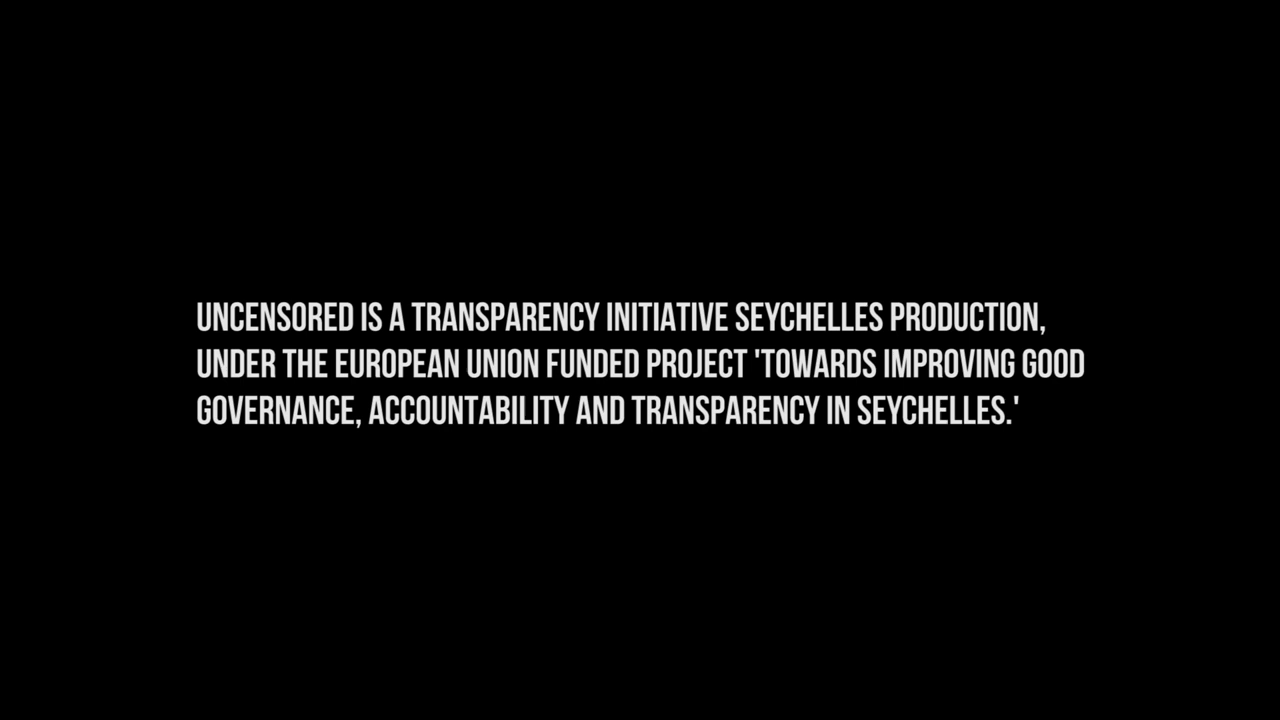 UNCENSORED IS A TRANSPARENCY INITIATIVE SEYCHELLES PRODUCTION,
UNDER THE EUROPEAN UNION FUNDED PROJECT 'TOWARDS IMPROVING GOOD
GOVERNANCE, ACCOUNTABILITY AND TRANSPARENCY IN SEYCHELLES.'